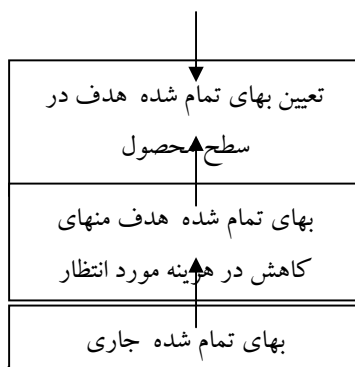 تعیین بهای تمام شده هدف در
سطح محصول
بهای تمام شده هدف منهای
کاهش در هزینه مورد انتظار
بهای تمام شده جاری